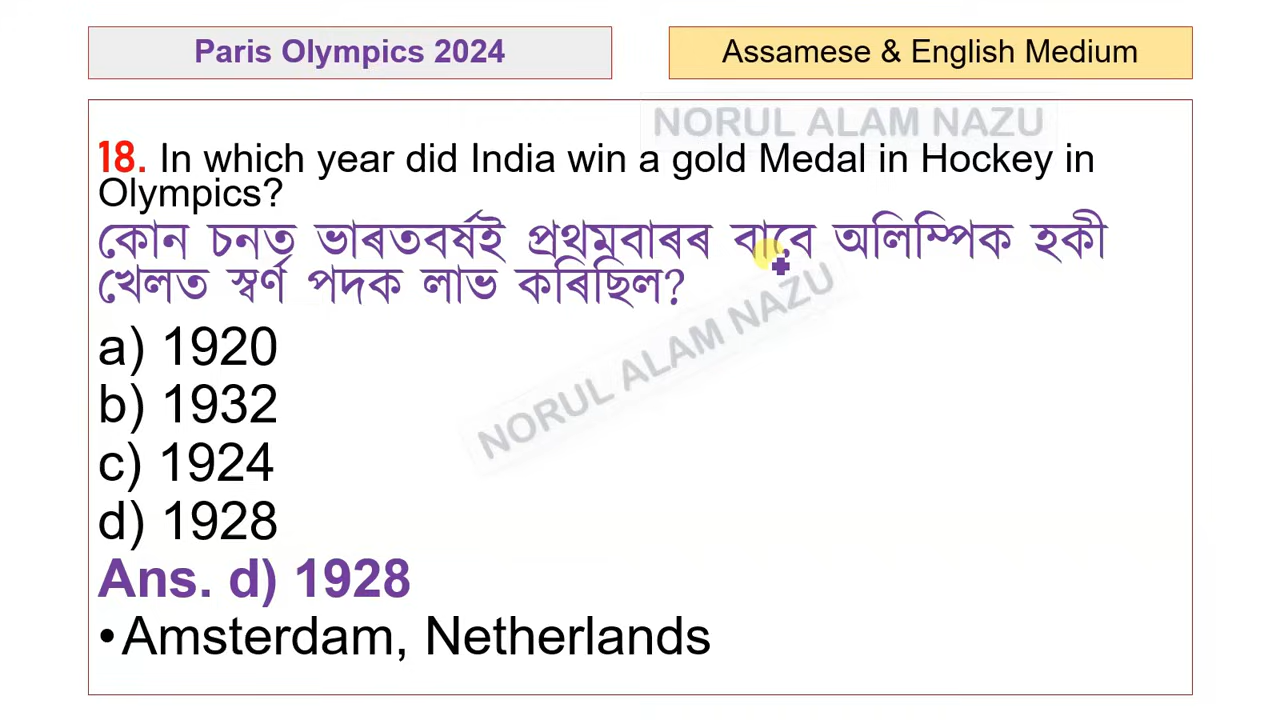 Paris Olympics 2024
Assamese & English Medium
NORUL ALAM NAZU
18. In which year did India win a gold Medal in Hockey in
Olympics?
কোন চনত ভাৰতবৰ্ষই প্ৰথমবাৰৰ বাবে অলিম্পিক হকী
খেলত স্বৰ্ণ পদক লাভ কৰিছিল?
NORUL ALAM NAZU
a) 1920
b) 1932
c) 1924
d) 1928
Ans. d) 1928
•Amsterdam, Netherlands